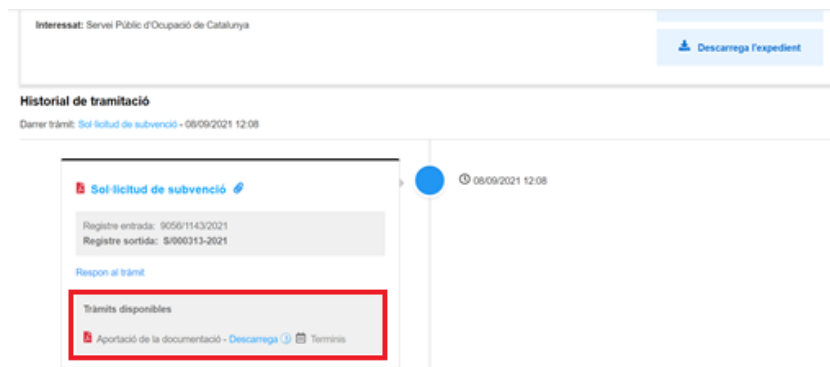 Interessat: Servei Públic d'Ocupació de Catalunya
Descarrega l'expedient
Historial de tramitació
Darrer tràmit: Sol·licitud de subvenció - 08/09/2021 12:08
Sol·licitud de subvenció
08/09/2021 12:08
Registre entrada: 9056/1143/2021
Registre sortida: S/000313-2021
Respon al tràmit
Tràmits disponibles
Aportació de la documentació - Descarrega Terminis